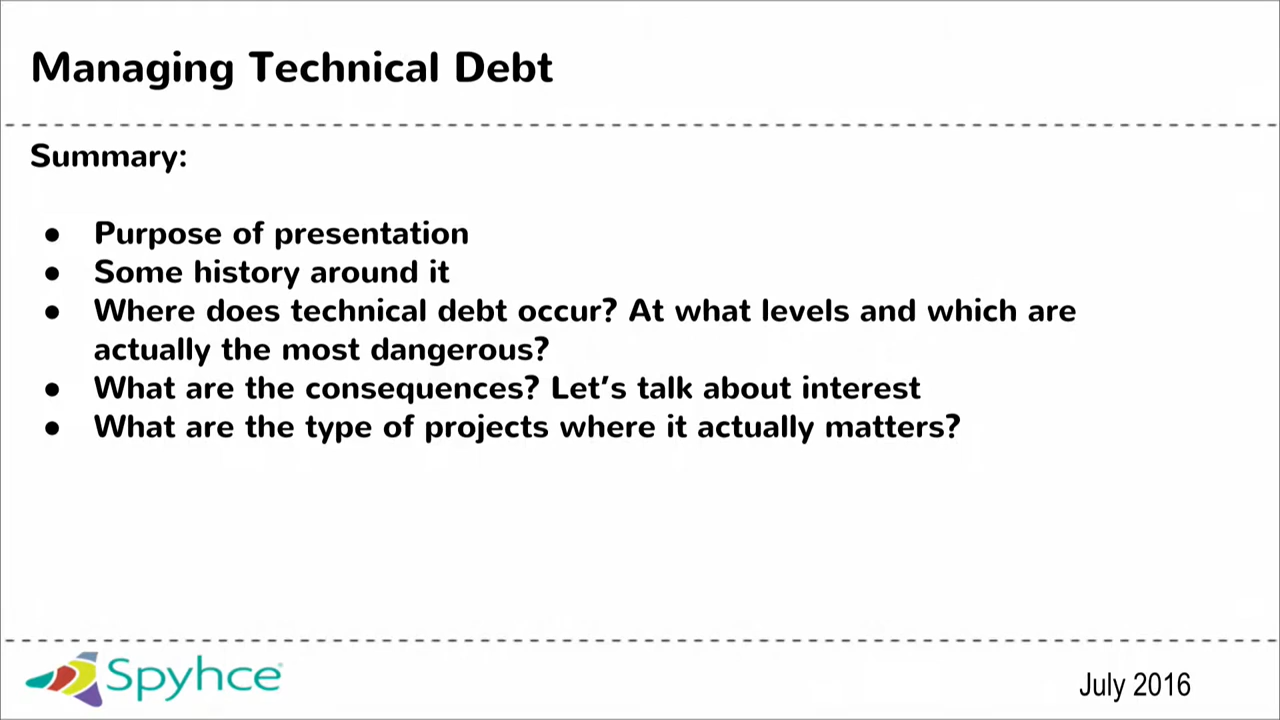 Managing Technical Debt
Summary:
● Purpose of presentation
● Some history around it
● Where does technical debt occur? At what levels and which are
actually the most dangerous?
● What are the consequences? Let’s talk about interest
● What are the type of projects where it actually matters?
Spyhce
July 2016